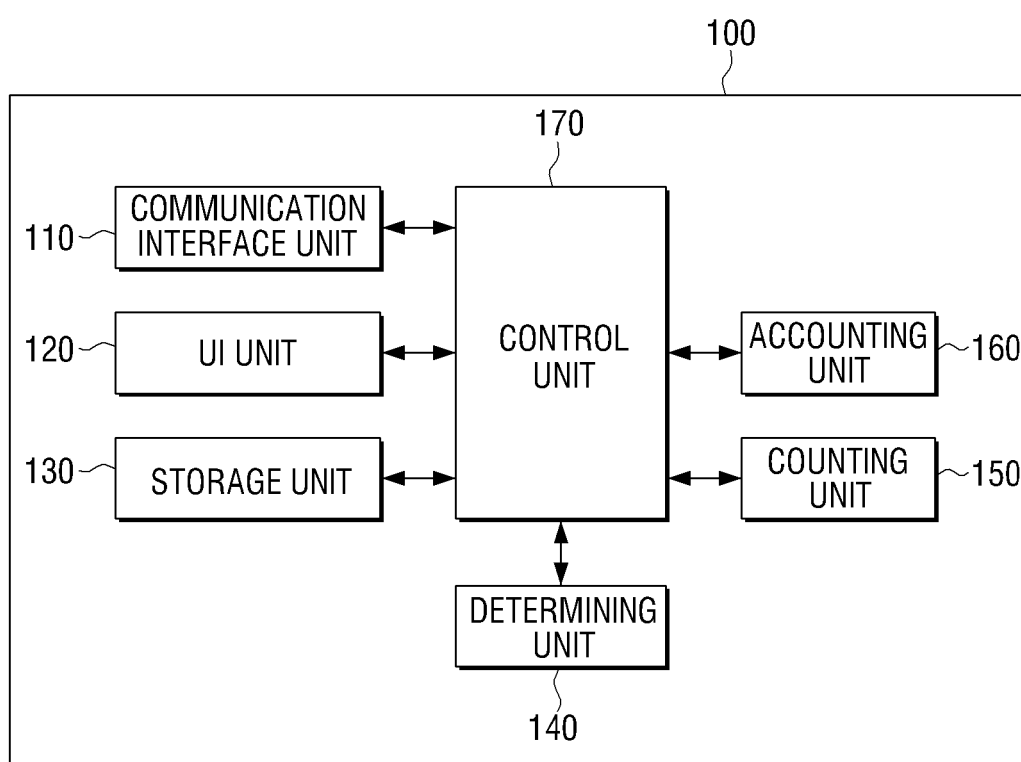 100
170
COMMUNICATION
INTERFACE UNIT
110
120
UI UNIT
CONTROL
UNIT
ACCOUNTING
UNIT
160
130
STORAGE UNIT
COUNTING
UNIT
150
DETERMINING
UNIT
140